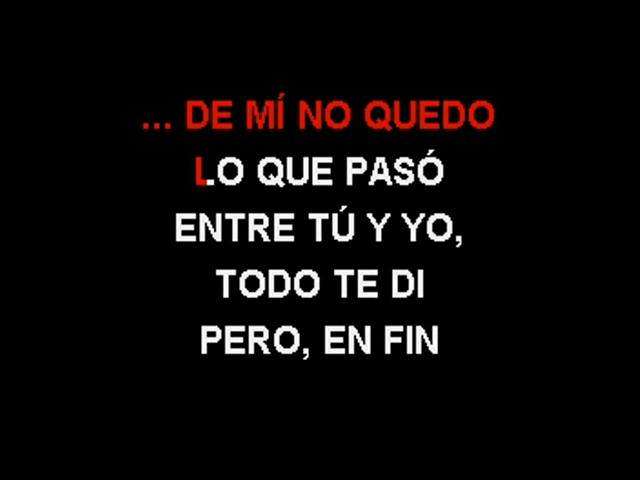 ... DE MÍ NO QUEDO
LO QUE PASÓ
ENTRE TÚ Y YO,
TODO TE DI
PERO, EN FIN